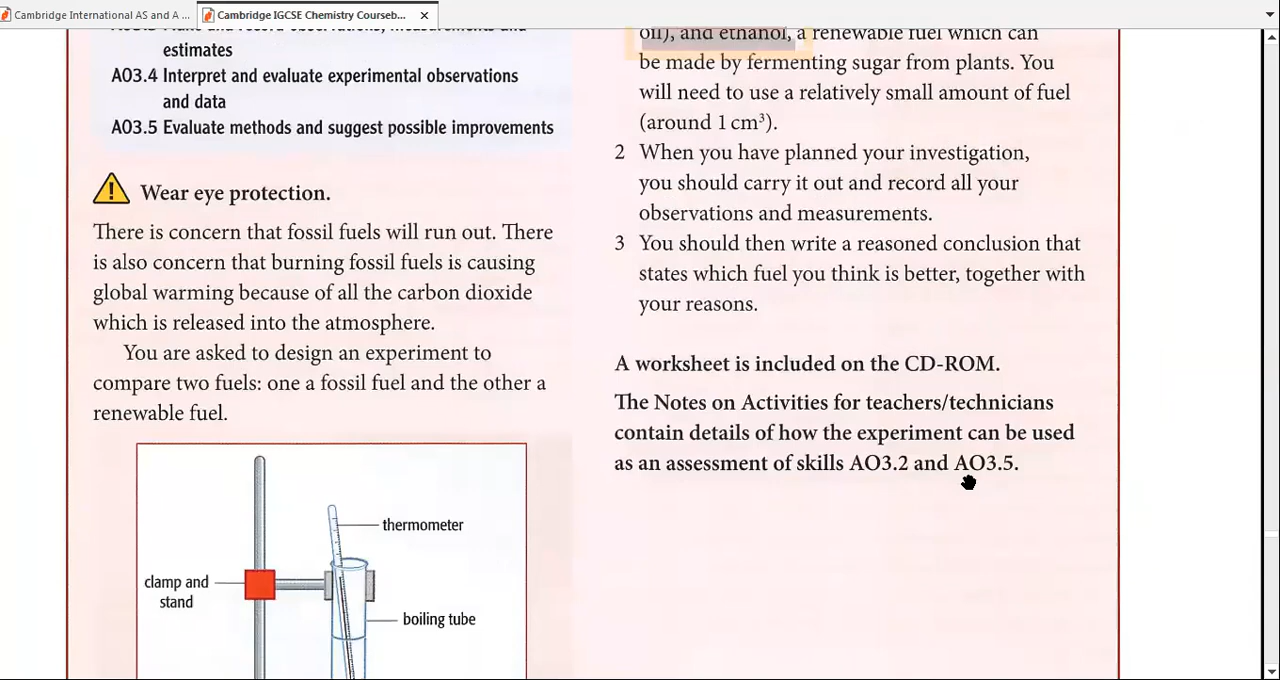 Cambridge International AS and A ...
Cambridge IGCSE Chemistry Courseb...
estimates
AO3.4 Interpret and evaluate experimental observations
and data
AO3.5 Evaluate methods and suggest possible improvements
Wear eye protection.
There is concern that fossil fuels will run out. There
is also concern that burning fossil fuels is causing
global warming because of all the carbon dioxide
which is released into the atmosphere.
You are asked to design an experiment to
compare two fuels: one a fossil fuel and the other a
renewable fuel.
thermometer
clamp and
stand
boiling tube
oil), and ethanol, a renewable fuel which can
be made by fermenting sugar from plants. You
will need to use a relatively small amount of fuel
(around 1 cm³).
2 When you have planned your investigation,
you should carry it out and record all your
observations and measurements.
3 You should then write a reasoned conclusion that
states which fuel you think is better, together with
your reasons.
A worksheet is included on the CD-ROM.
The Notes on Activities for teachers/technicians
contain details of how the experiment can be used
as an assessment of skills AO3.2 and AO3.5.